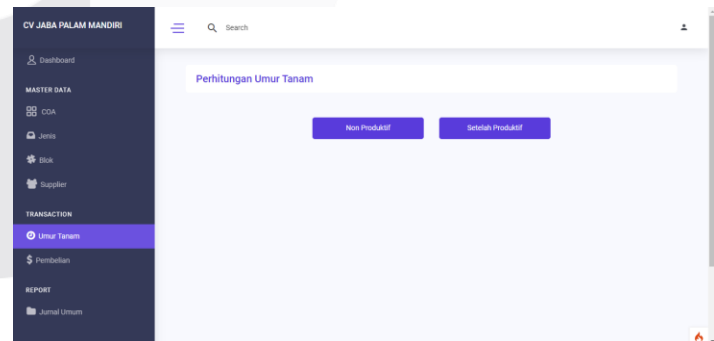 CV JABA PALAM MANDIRI
Search
Dashboard
MASTER DATA
COA
Jenis
Blok
Supplier
TRANSACTION
Umur Tanam
Pembelian
REPORT
Jurnal Umum
Perhitungan Umur Tanam
Non Produktif
Setelah Produktif